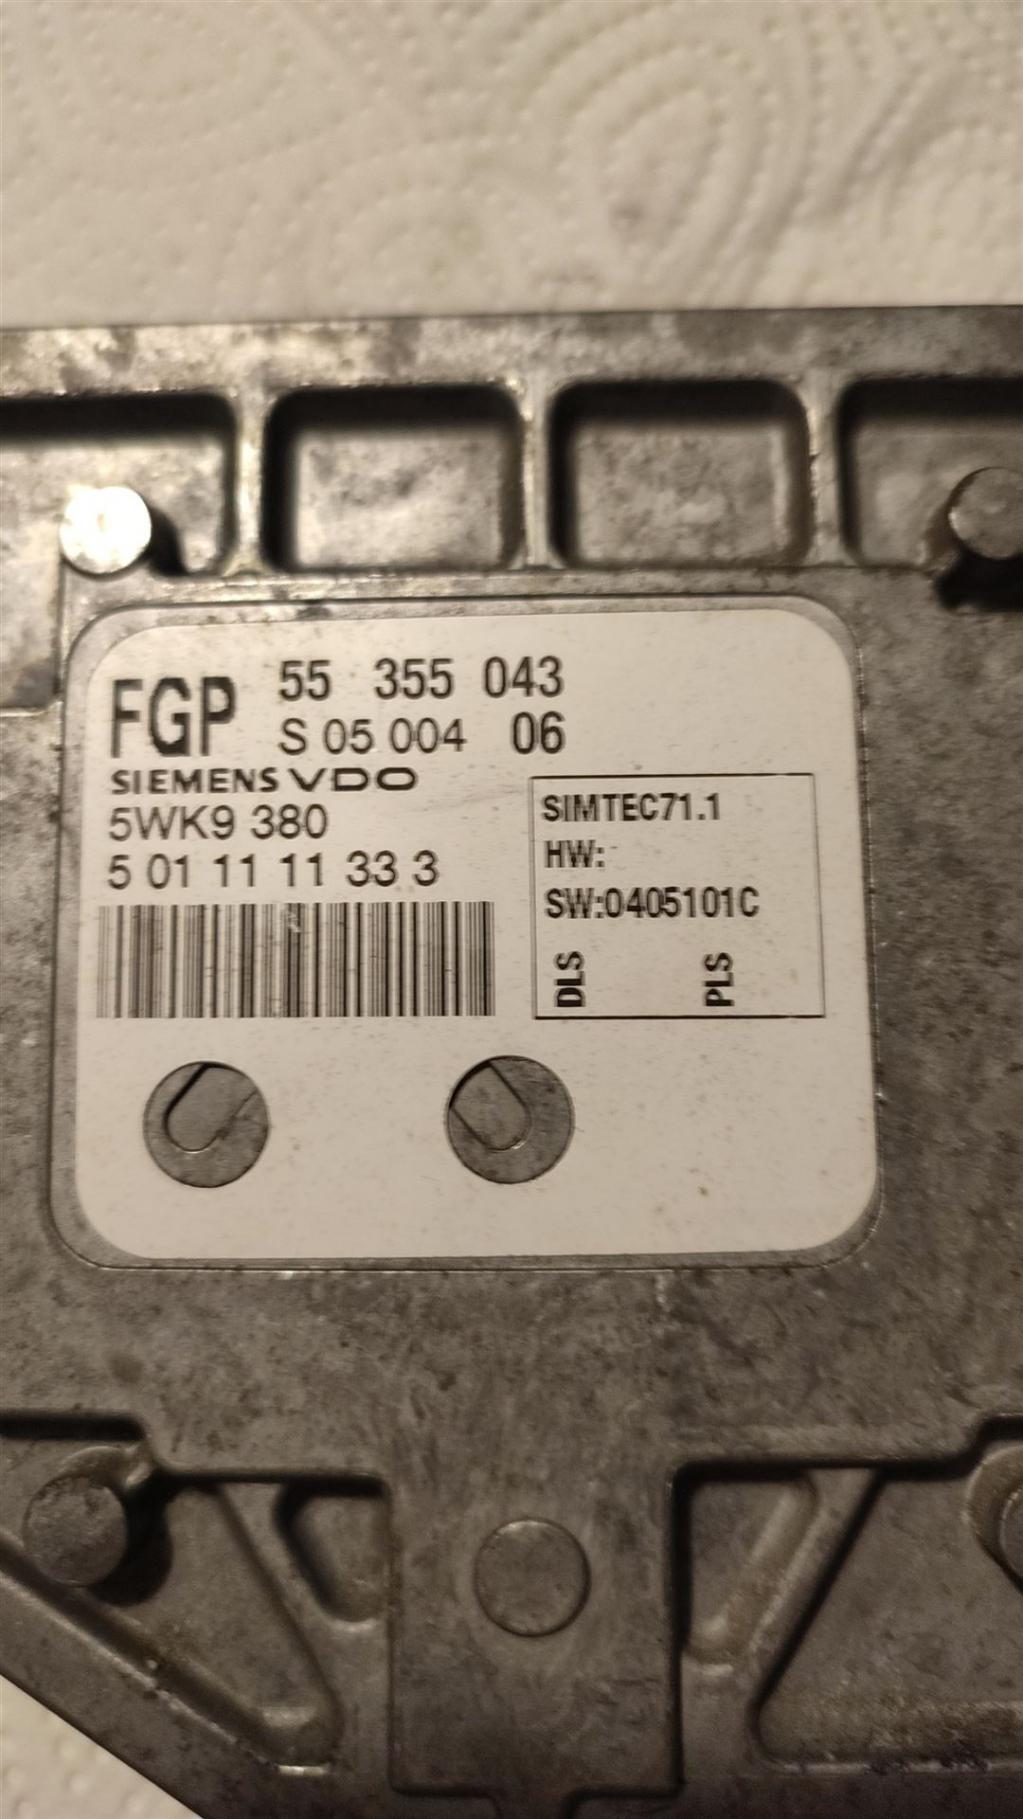 FGP 55 355 043
S 05 004 06
SIEMENS VDO
5WK9 380
5 01 11 11 33 3
SIMTEC71.1
HW:
SW:0405101C
DLS PLS